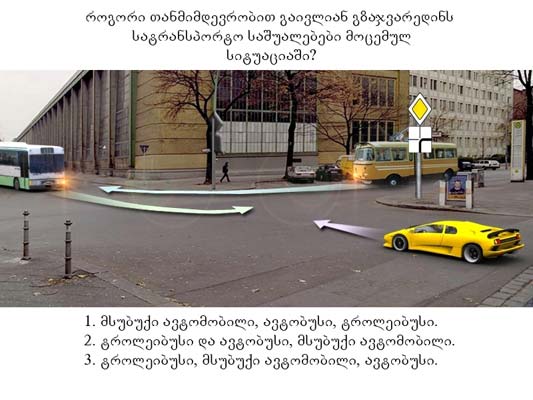 როგორი თანმიმდევრობით გაივლიან გზაჯვარედინს
სატრანსპორტო საშუალებები მოცემულ
სიტუაციაში?
1. მსუბუქი ავტომობილი, ავტობუსი, ტროლეიბუსი.
2. ტროლეიბუსი და ავტობუსი, მსუბუქი ავტომობილი.
3. ტროლეიბუსი, მსუბუქი ავტომობილი, ავტობუსი.